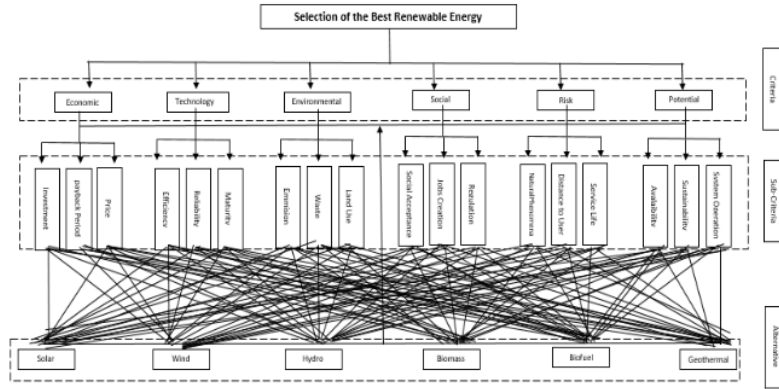 Selection of the Best Renewable Energy
Criteria
Economic
Technology
Environmental
Social
Risk
Potential
Sub-Criteria
Investment
payback Period
Price
Efficiency
Reliability
Maturity
Emmision
Waste
Land Use
Social Acceptance
Jobs Creation
Regulation
Natural Phenomena
Distance to User
Service Life
Availability
Sustainability
System Operation
Alternative
Solar
Wind
Hydro
Biomass
Biofuel
Geothermal